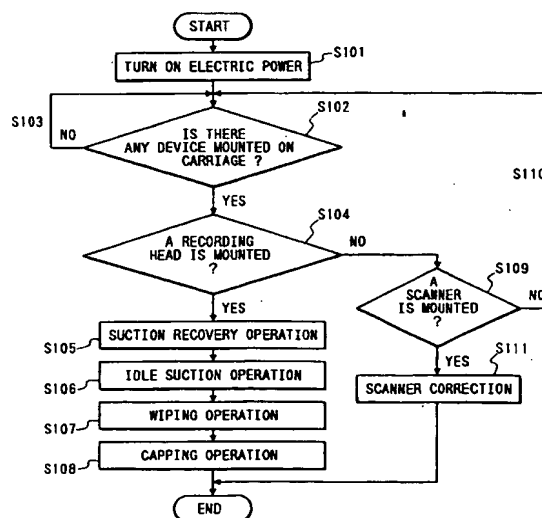 START
S101
TURN ON ELECTRIC POWER
S103
NO
S102
IS THERE
ANY DEVICE MOUNTED ON
CARRIAGE ?
S110
YES
S104
A RECORDING
HEAD IS MOUNTED
?
NO
S109
A
SCANNER
IS MOUNTED
?
NO
YES
YES
S111
S105
SUCTION RECOVERY OPERATION
SCANNER CORRECTION
S106
IDLE SUCTION OPERATION
S107
WIPING OPERATION
S108
CAPPING OPERATION
END